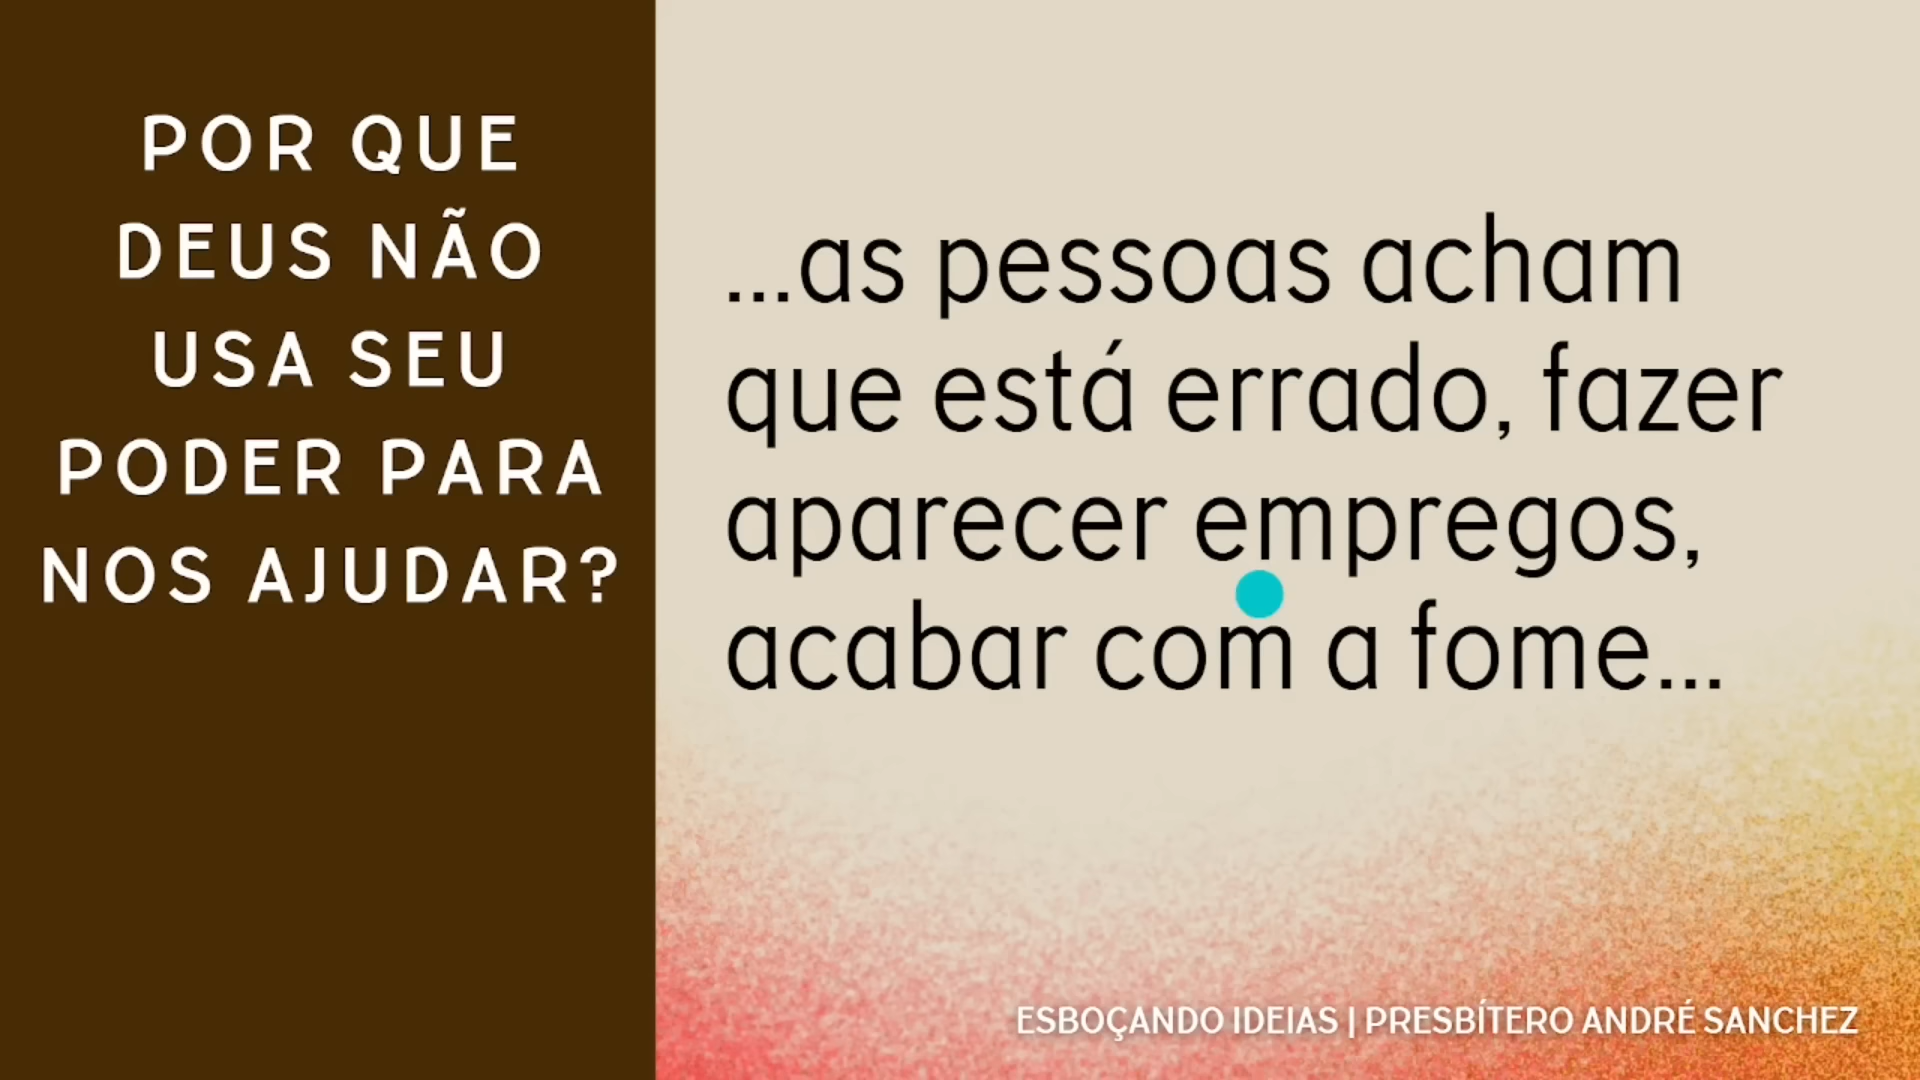 POR QUE
DEUS NÃO
USA SEU
PODER PARA
NOS AJUDAR?
...as pessoas acham
que está errado, fazer
aparecer empregos,
acabar com a fome...
ESBOÇANDO IDEIAS | PRESBÍTERO ANDRÉ SANCHEZ